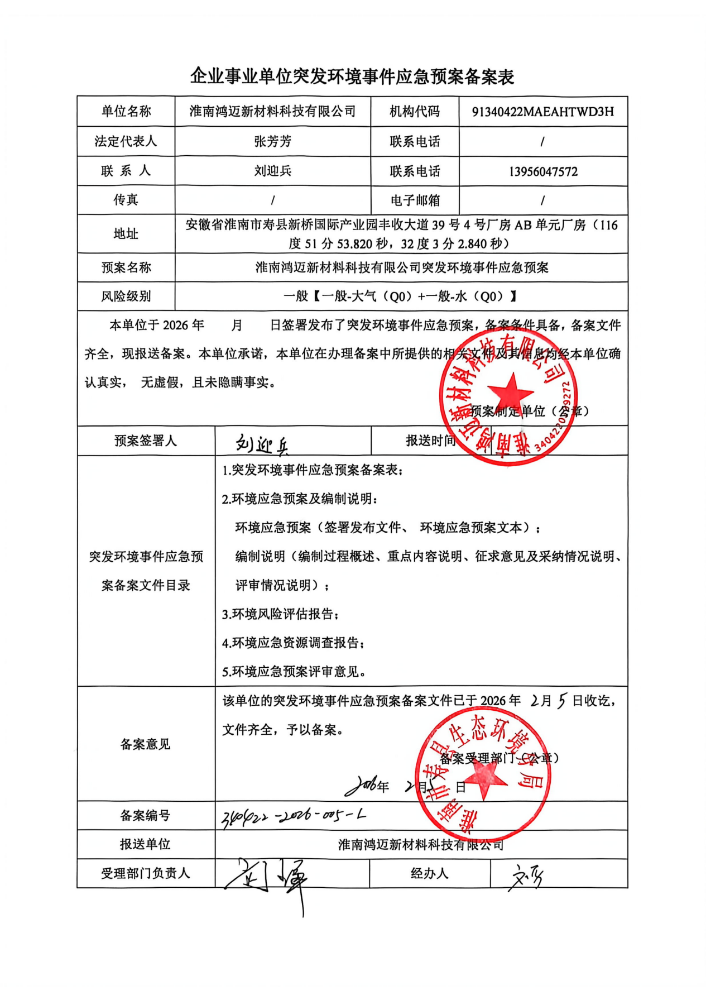 企业事业单位突发环境事件应急预案备案表
单位名称 淮南鸿迈新材料科技有限公司 机构代码 91340422MAEAHTWD3H
法定代表人 张芳芳 联系电话 /
联 系 人 刘迎兵 联系电话 13956047572
传真 / 电子邮箱 /
地址 安徽省淮南市寿县新桥国际产业园丰收大道 39 号 4 号厂房 AB 单元厂房（116
度 51 分 53.820 秒，32 度 3 分 2.840 秒）
预案名称 淮南鸿迈新材料科技有限公司突发环境事件应急预案
风险级别 一般【一般-大气（Q0）+一般-水（Q0）】
本单位于 2026 年 月 日签署发布了突发环境事件应急预案，备案条件具备，备案文件
齐全，现报送备案。本单位承诺，本单位在办理备案中所提供的相关文件及其信息均经本单位确
认真实， 无虚假，且未隐瞒事实。
预案制定单位（公章）
淮南鸿迈新材料科技有限公司
预案签署人 刘迎兵 报送时间
1.突发环境事件应急预案备案表；
2.环境应急预案及编制说明：
环境应急预案（签署发布文件、 环境应急预案文本）；
突发环境事件应急预
案备案文件目录
编制说明（编制过程概述、重点内容说明、征求意见及采纳情况说明、
评审情况说明）；
3.环境风险评估报告；
4.环境应急资源调查报告；
5.环境应急预案评审意见。
备案意见
该单位的突发环境事件应急预案备案文件已于 2026 年 2月 5 日收讫，
文件齐全，予以备案。
备案受理部门（公章）
淮南市寿县生态环境分局
2026年 2月5 日
备案编号 340422-2026-005-L
报送单位 淮南鸿迈新材料科技有限公司
受理部门负责人 经办人